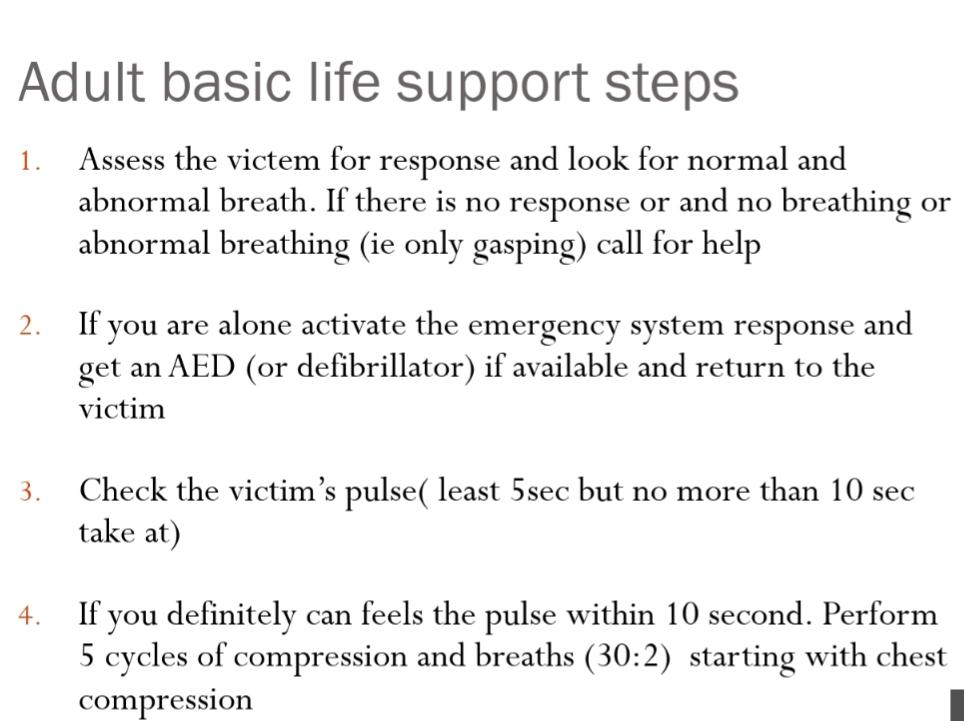 Adult basic life support steps
1. Assess the victem for response and look for normal and
abnormal breath. If there is no response or and no breathing or
abnormal breathing (ie only gasping) call for help
2. If you are alone activate the emergency system response and
get an AED (or defibrillator) if available and return to the
victim
3. Check the victim’s pulse( least 5sec but no more than 10 sec
take at)
4. If you definitely can feels the pulse within 10 second. Perform
5 cycles of compression and breaths (30:2) starting with chest
compression